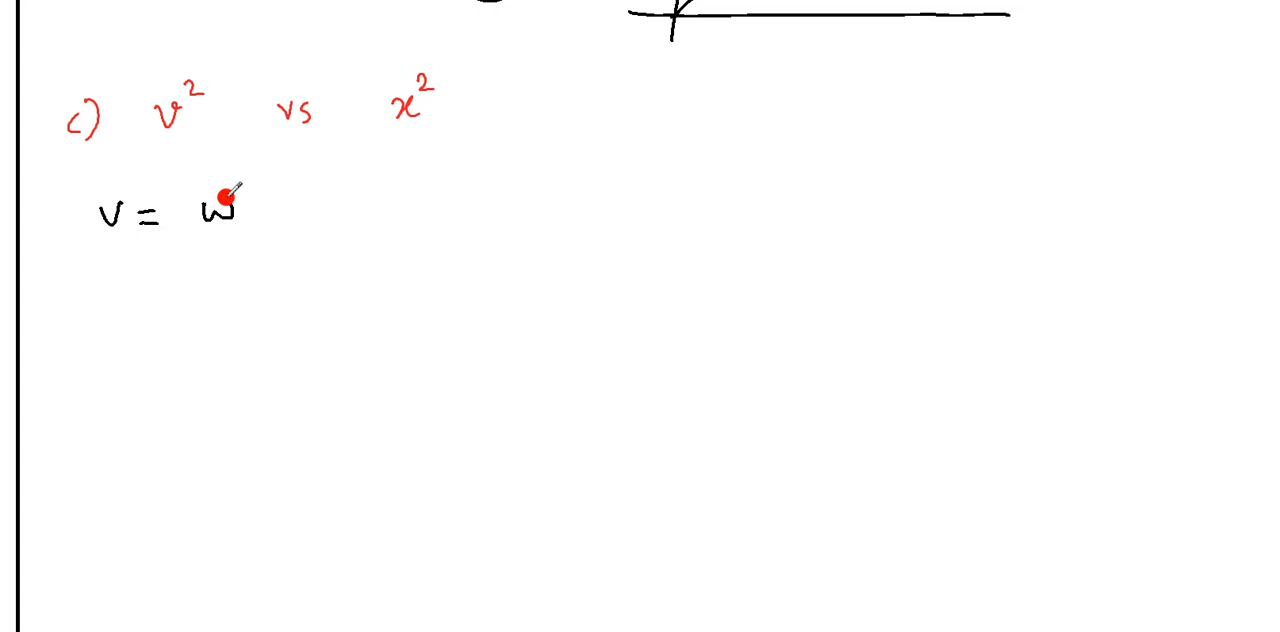 c) v² vs x²
v = ω